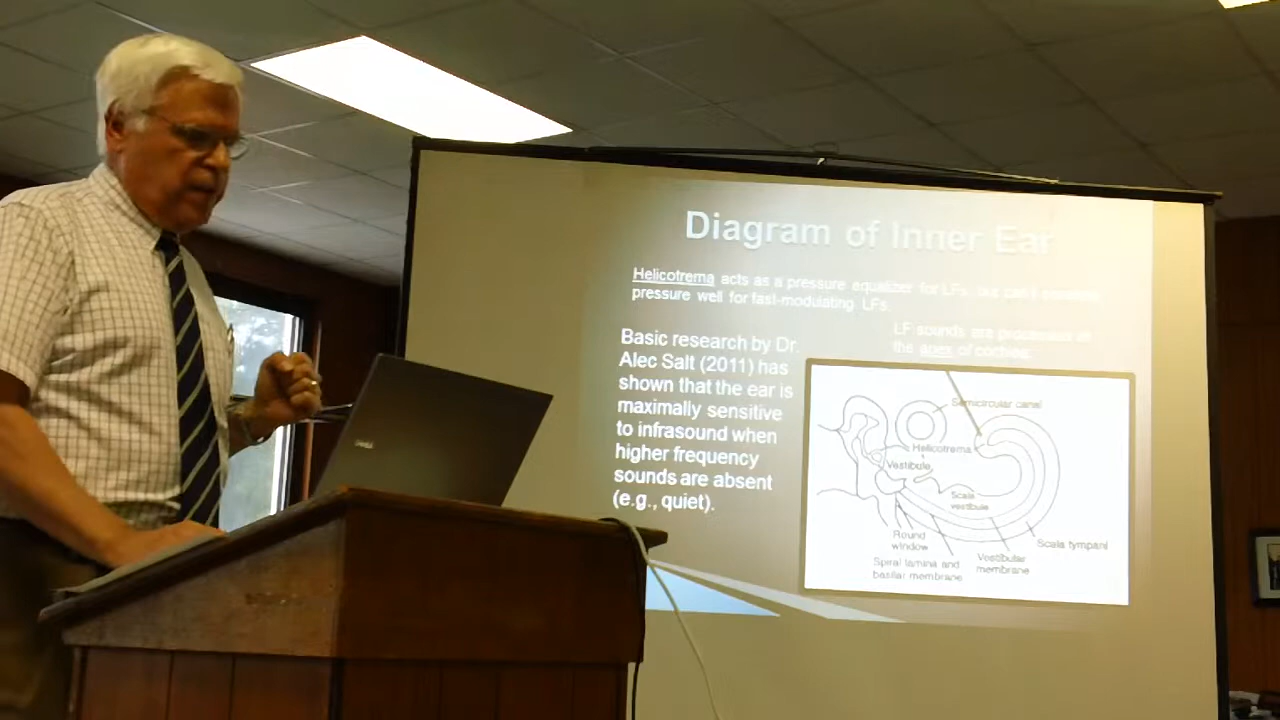 Diagram of Inner Ear
Helicotrema acts as a pressure equalizer for LFs, but can't
pressure well for fast-modulating LFs.
LF sounds are processed at
the apex of cochlea.
Basic research by Dr.
Alec Salt (2011) has
shown that the ear is
maximally sensitive
to infrasound when
higher frequency
sounds are absent
(e.g., quiet).
Semicircular canal
Helicotrema
Vestibule
Scala
vestibule
Round
window
Scala tympani
Vestibular
membrane
Spiral lamina and
basilar membrane
DELL